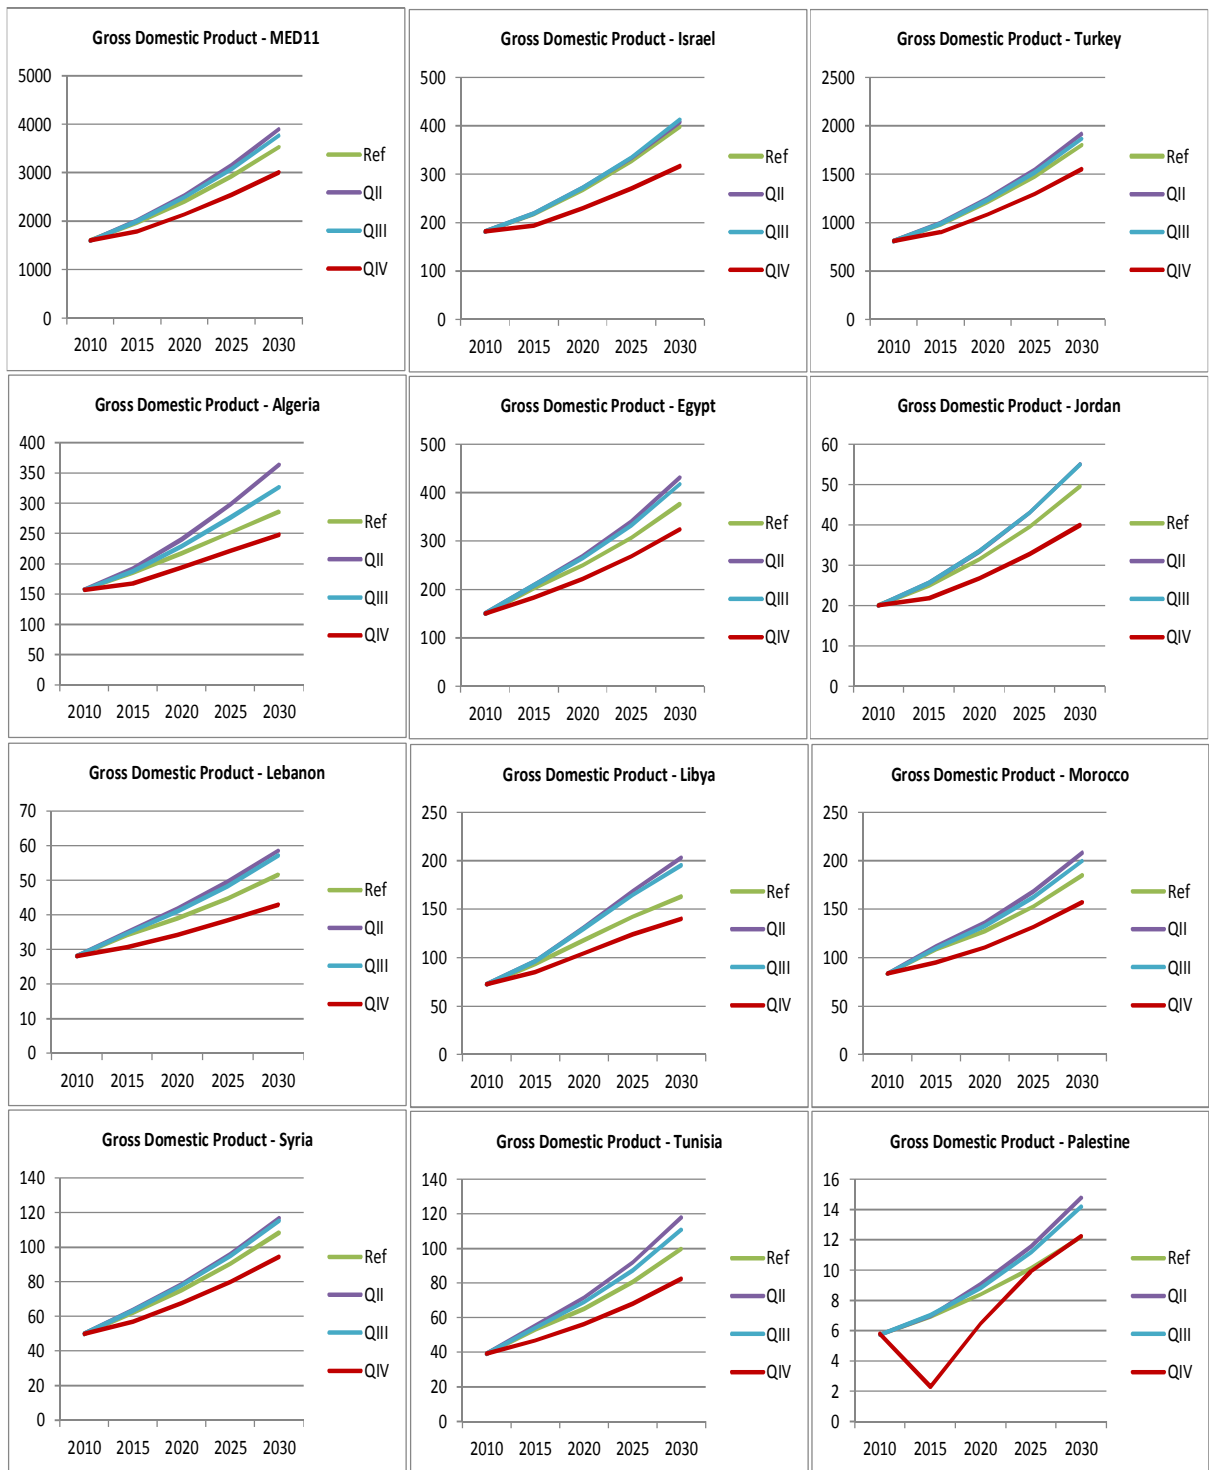 Gross Domestic Product - MED11
5000
4000
3000
2000
1000
0
2010 2015 2020 2025 2030
Ref
QII
QIII
QIV
Gross Domestic Product - Israel
500
400
300
200
100
0
2010 2015 2020 2025 2030
Ref
QII
QIII
QIV
Gross Domestic Product - Turkey
2500
2000
1500
1000
500
0
2010 2015 2020 2025 2030
Ref
QII
QIII
QIV
Gross Domestic Product - Algeria
400
350
300
250
200
150
100
50
0
2010 2015 2020 2025 2030
Ref
QII
QIII
QIV
Gross Domestic Product - Egypt
500
400
300
200
100
0
2010 2015 2020 2025 2030
Ref
QII
QIII
QIV
Gross Domestic Product - Jordan
60
50
40
30
20
10
0
2010 2015 2020 2025 2030
Ref
QII
QIII
QIV
Gross Domestic Product - Lebanon
70
60
50
40
30
20
10
0
2010 2015 2020 2025 2030
Ref
QII
QIII
QIV
Gross Domestic Product - Libya
250
200
150
100
50
0
2010 2015 2020 2025 2030
Ref
QII
QIII
QIV
Gross Domestic Product - Morocco
250
200
150
100
50
0
2010 2015 2020 2025 2030
Ref
QII
QIII
QIV
Gross Domestic Product - Syria
140
120
100
80
60
40
20
0
2010 2015 2020 2025 2030
Ref
QII
QIII
QIV
Gross Domestic Product - Tunisia
140
120
100
80
60
40
20
0
2010 2015 2020 2025 2030
Ref
QII
QIII
QIV
Gross Domestic Product - Palestine
16
14
12
10
8
6
4
2
0
2010 2015 2020 2025 2030
Ref
QII
QIII
QIV